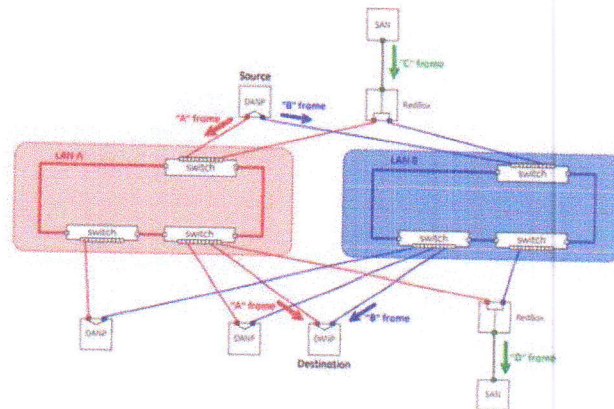 SAN
"C" frame
Source
DANP
"A" frame
"B" frame
RedBox
LAN A
switch
LAN B
switch
switch
switch
switch
switch
"A" frame
"B" frame
DANP
DANP
DANP
RedBox
Destination
"D" frame
SAN